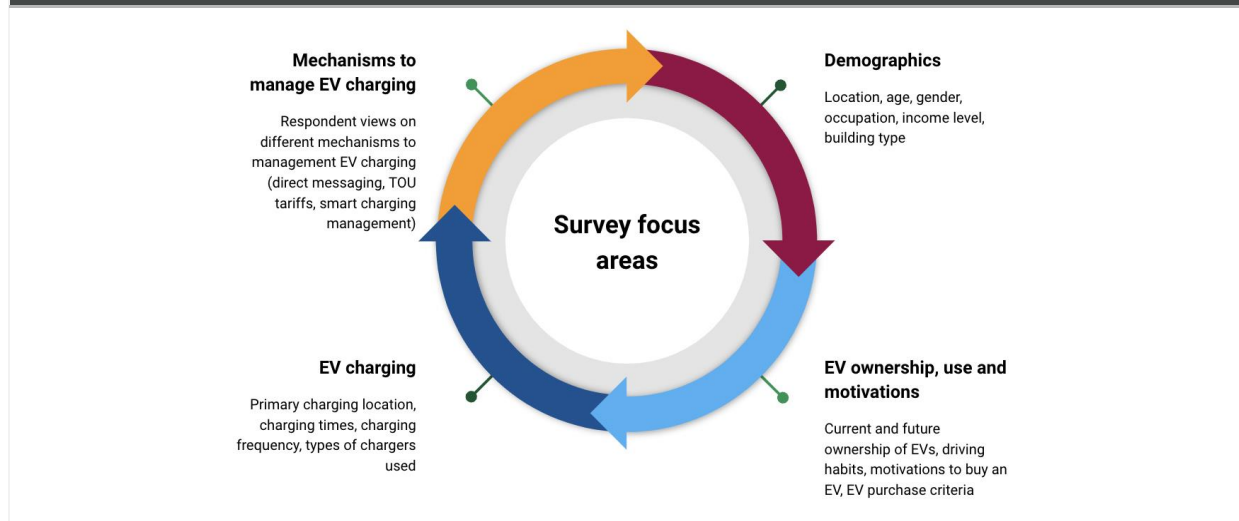 Mechanisms to
manage EV charging
Respondent views on
different mechanisms to
management EV charging
(direct messaging, TOU
tariffs, smart charging
management)
Demographics
Location, age, gender,
occupation, income level,
building type
Survey focus
areas
EV charging
Primary charging location,
charging times, charging
frequency, types of chargers
used
EV ownership, use and
motivations
Current and future
ownership of EVs, driving
habits, motivations to buy an
EV, EV purchase criteria